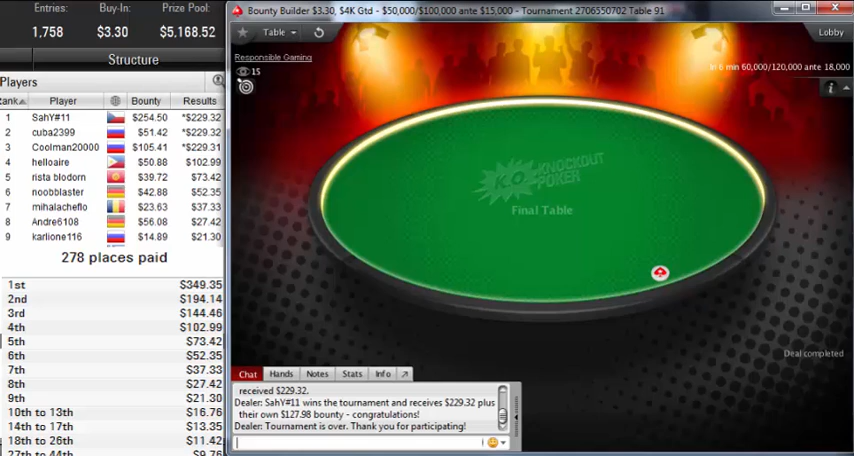 Entries: Buy-In: Prize Pool:
1,758 $3.30 $5,168.52
Structure
Players
Rank Player Bounty Results
1 SahY#11 $254.50 *$229.32
2 cuba2399 $51.42 *$229.32
3 Coolman20000 $105.41 *$229.31
4 helloaire $50.88 $102.99
5 rista blodorn $39.72 $73.42
6 noobblaster $42.88 $52.35
7 mihalacheflo $23.63 $37.33
8 Andre6108 $56.08 $27.42
9 karlione116 $14.89 $21.30
278 places paid
1st $349.35
2nd $194.14
3rd $144.46
4th $102.99
5th $73.42
6th $52.35
7th $37.33
8th $27.42
9th $21.30
10th to 13th $16.76
14th to 17th $13.35
18th to 26th $11.42
27th to 44th $9.76
Bounty Builder $3.30, $4K Gtd - $50,000/$100,000 ante $15,000 - Tournament 2706550702 Table 91
Table Lobby
Responsible Gaming
15
In 6 min 60,000/120,000 ante 18,000
K.O KNOCKOUT POKER
Final Table
Deal completed
Chat Hands Notes Stats Info
received $229.32.
Dealer: SahY#11 wins the tournament and receives $229.32 plus
their own $127.98 bounty - congratulations!
Dealer: Tournament is over. Thank you for participating!